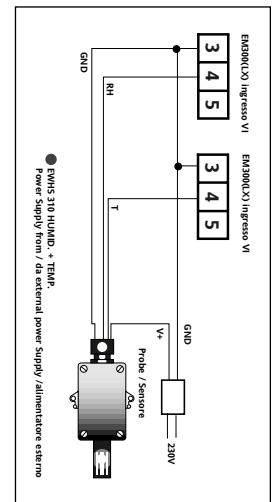 EM300(LX) ingresso VI
3
4
5
EM300(LX) ingresso VI
3
4
5
GND
RH
T
GND
V+
230V
Probe / Sensore
EWHS 310 HUMID. + TEMP.
Power Supply from / da external power Supply /alimentatore esterno